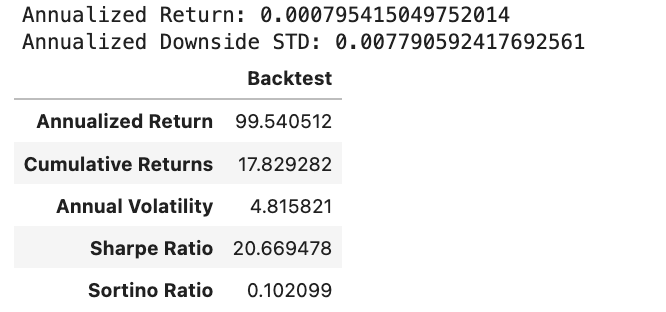 Annualized Return: 0.000795415049752014
Annualized Downside STD: 0.007790592417692561
Backtest
Annualized Return 99.540512
Cumulative Returns 17.829282
Annual Volatility 4.815821
Sharpe Ratio 20.669478
Sortino Ratio 0.102099